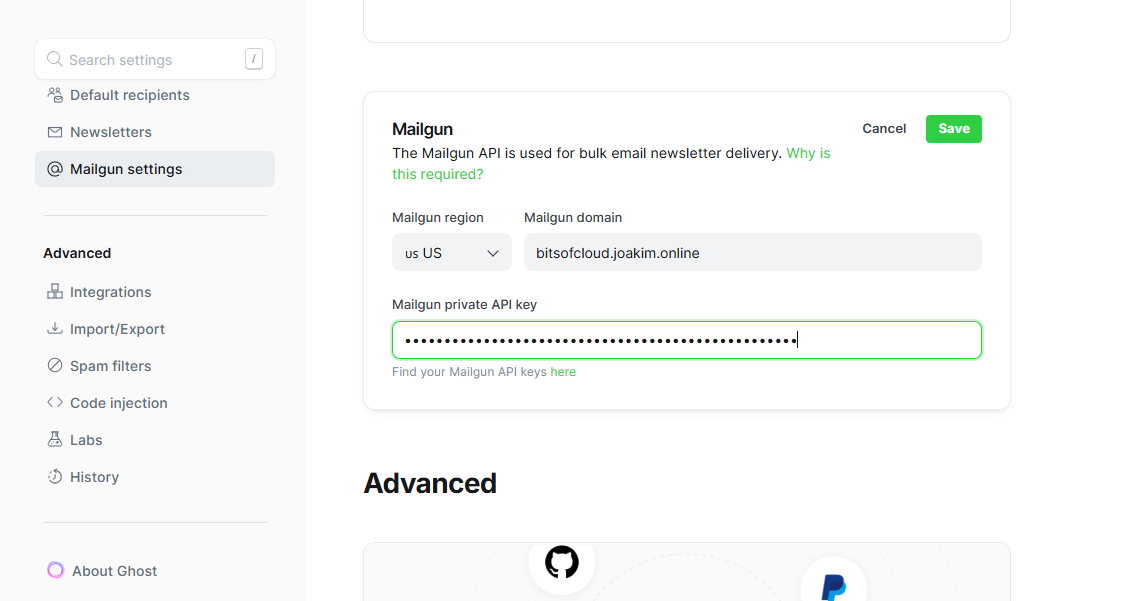 Search settings /
Default recipients
Newsletters
Mailgun settings
Advanced
Integrations
Import/Export
Spam filters
Code injection
Labs
History
About Ghost
Mailgun
Cancel
Save
The Mailgun API is used for bulk email newsletter delivery. Why is
this required?
Mailgun region
Mailgun domain
us US
bitsofcloud.joakim.online
Mailgun private API key
••••••••••••••••••••••••••••••••••••••••••••••••••
Find your Mailgun API keys here
Advanced